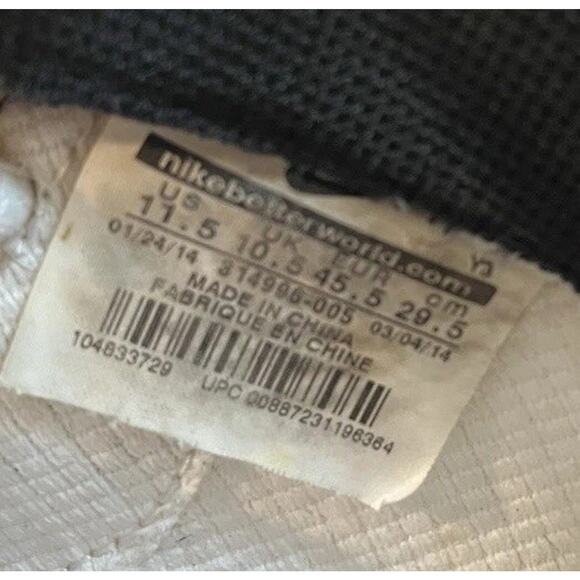 nikebetterworld.com
US UK EUR cm Y3
11.5 10.5 45.5 29.5
01/24/14 314996-005 03/04/14
MADE IN CHINA
FABRIQUE EN CHINE
104833729 UPC 00887231196364